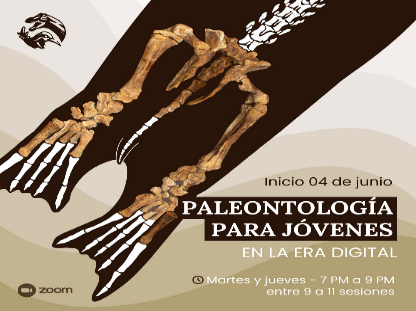 Inicio 04 de junio
PALEONTOLOGÍA
PARA JÓVENES
EN LA ERA DIGITAL
Martes y jueves - 7 PM a 9 PM
entre 9 a 11 sesiones
zoom